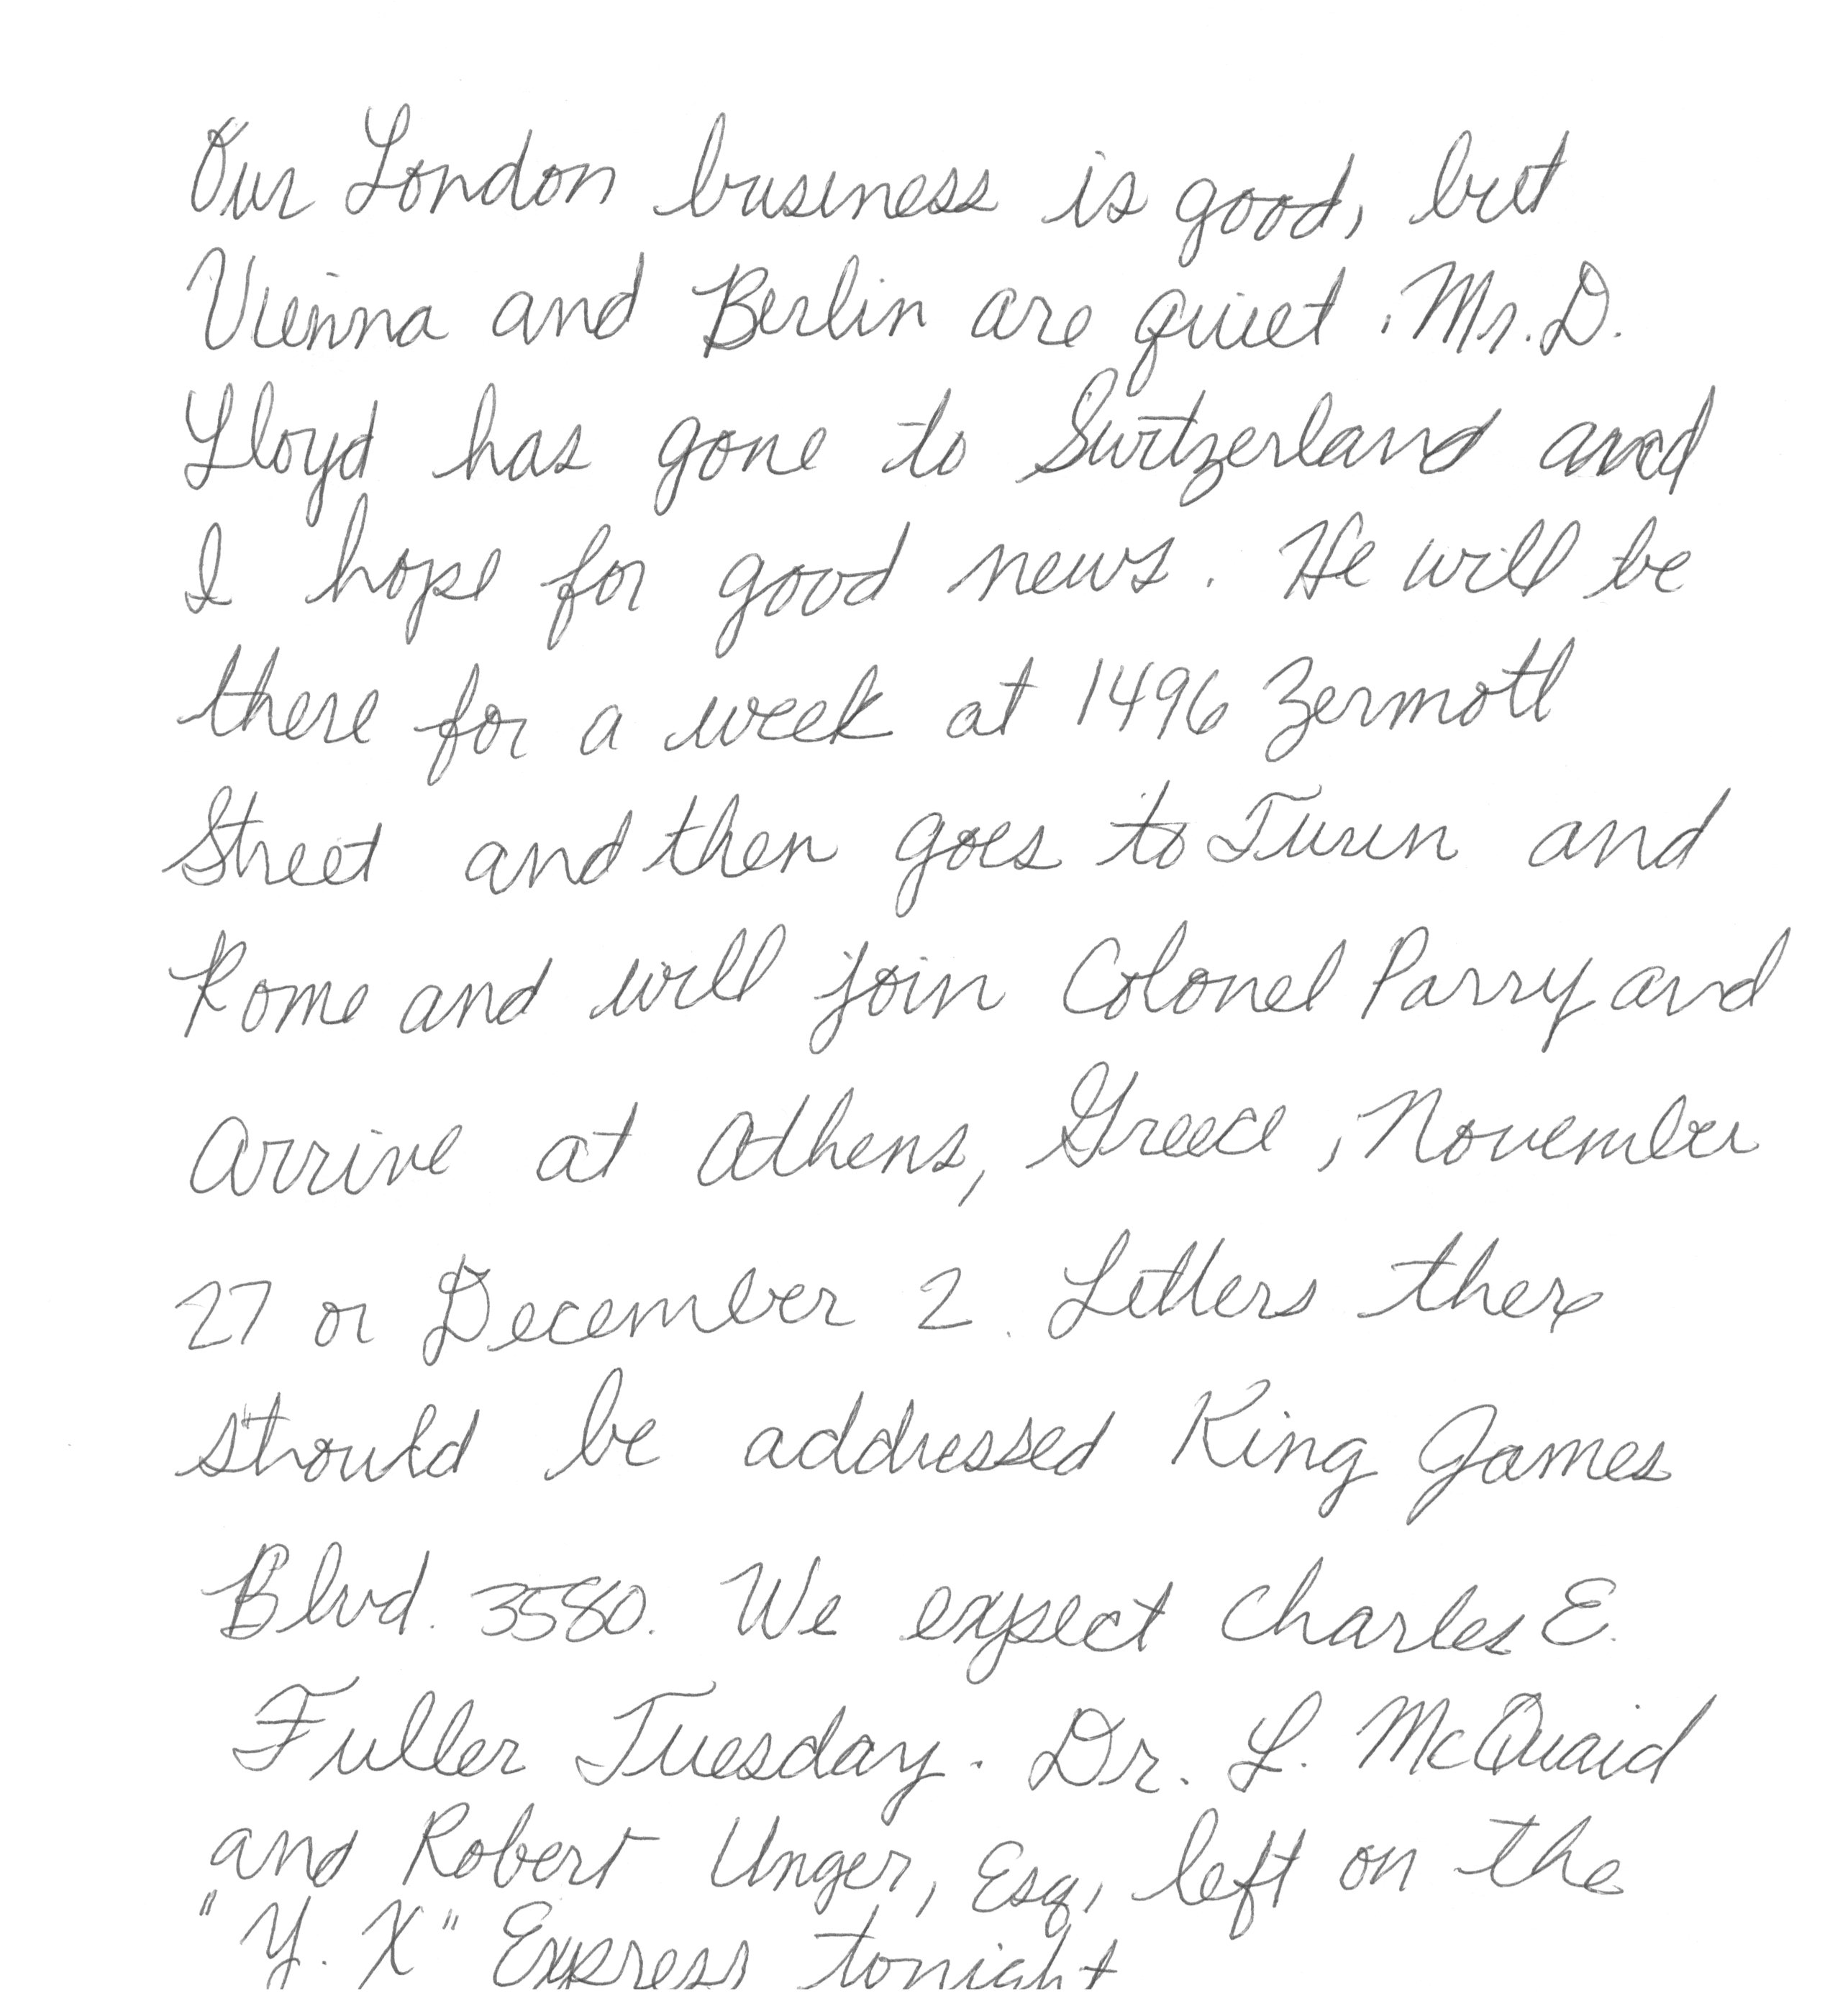 Our London business is good, but
Vienna and Berlin are quiet. Mr. D.
Lloyd has gone to Switzerland and
I hope for good news. He will be
there for a week at 1496 Zermott
Street and then goes to Turin and
Rome and will join Colonel Parry and
arrive at Athens, Greece, November
27 or December 2. Letters there
should be addressed King James
Blvd. 3580. We expect Charles E.
Fuller Tuesday. Dr. L. McQuaid
and Robert Unger, Esq, left on the
"Y. X" Express tonight